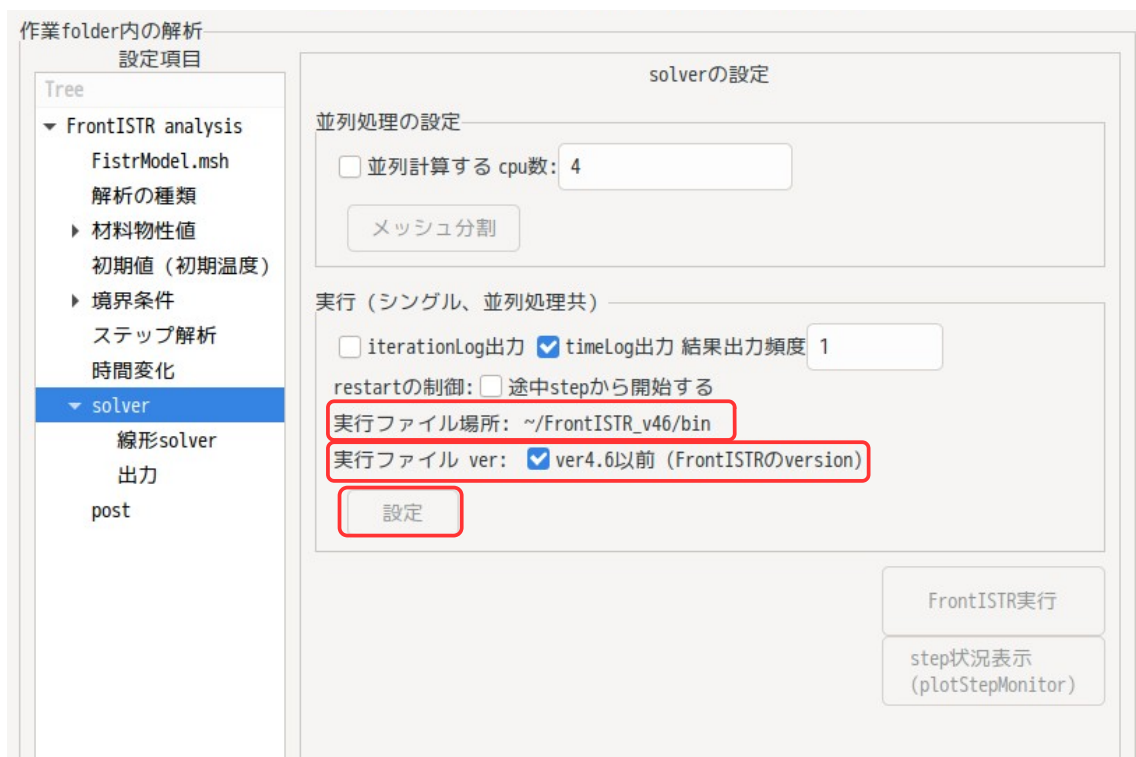 作業folder内の解析
設定項目
Tree
FrontISTR analysis
FistrModel.msh
解析の種類
材料物性値
初期値（初期温度）
境界条件
ステップ解析
時間変化
solver
線形solver
出力
post
solverの設定
並列処理の設定
並列計算する cpu数: 4
メッシュ分割
実行（シングル、並列処理共）
iterationLog出力 timeLog出力 結果出力頻度 1
restartの制御: 途中stepから開始する
実行ファイル場所: ~/FrontISTR_v46/bin
実行ファイル ver: ver4.6以前（FrontISTRのversion)
設定
FrontISTR実行
step状況表示
(plotStepMonitor)